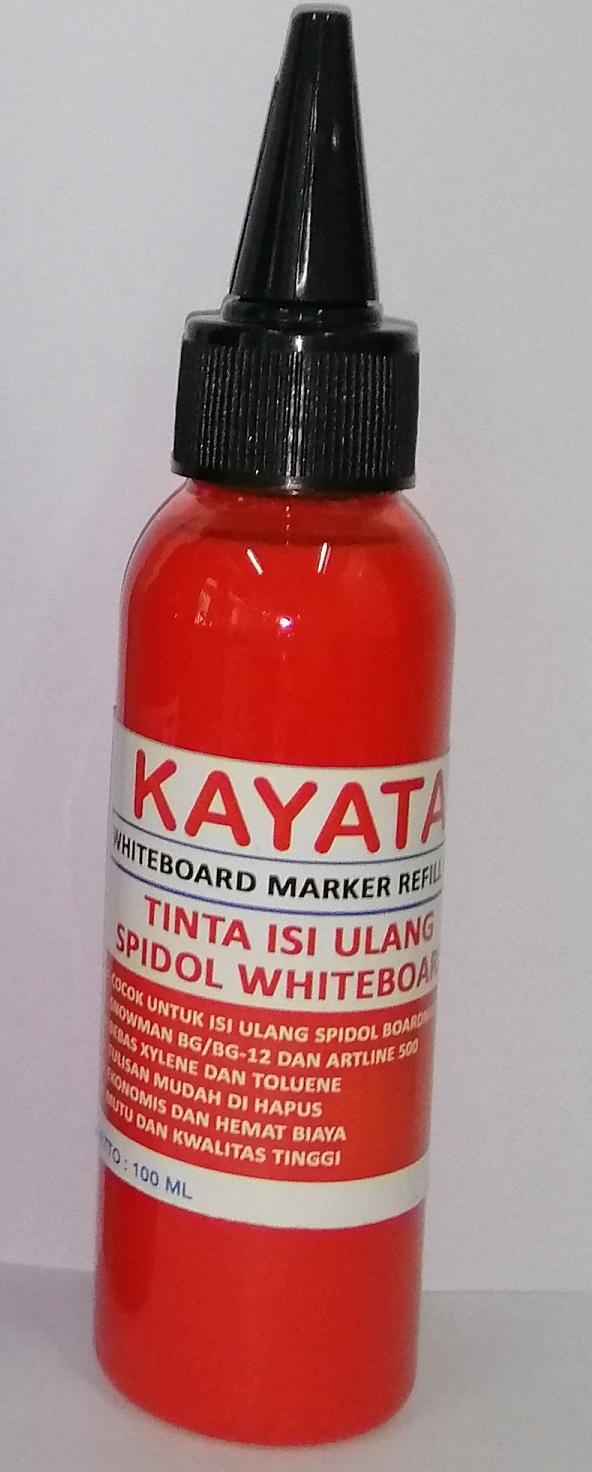 KAYATA
WHITEBOARD MARKER REFILL
TINTA ISI ULANG
SPIDOL WHITEBOAR
COCOK UNTUK ISI ULANG SPIDOL BOARDM
SNOWMAN BG/BG-12 DAN ARTLINE 500
BEBAS XYLENE DAN TOLUENE
TULISAN MUDAH DI HAPUS
EKONOMIS DAN HEMAT BIAYA
MUTU DAN KWALITAS TINGGI
: 100 ML